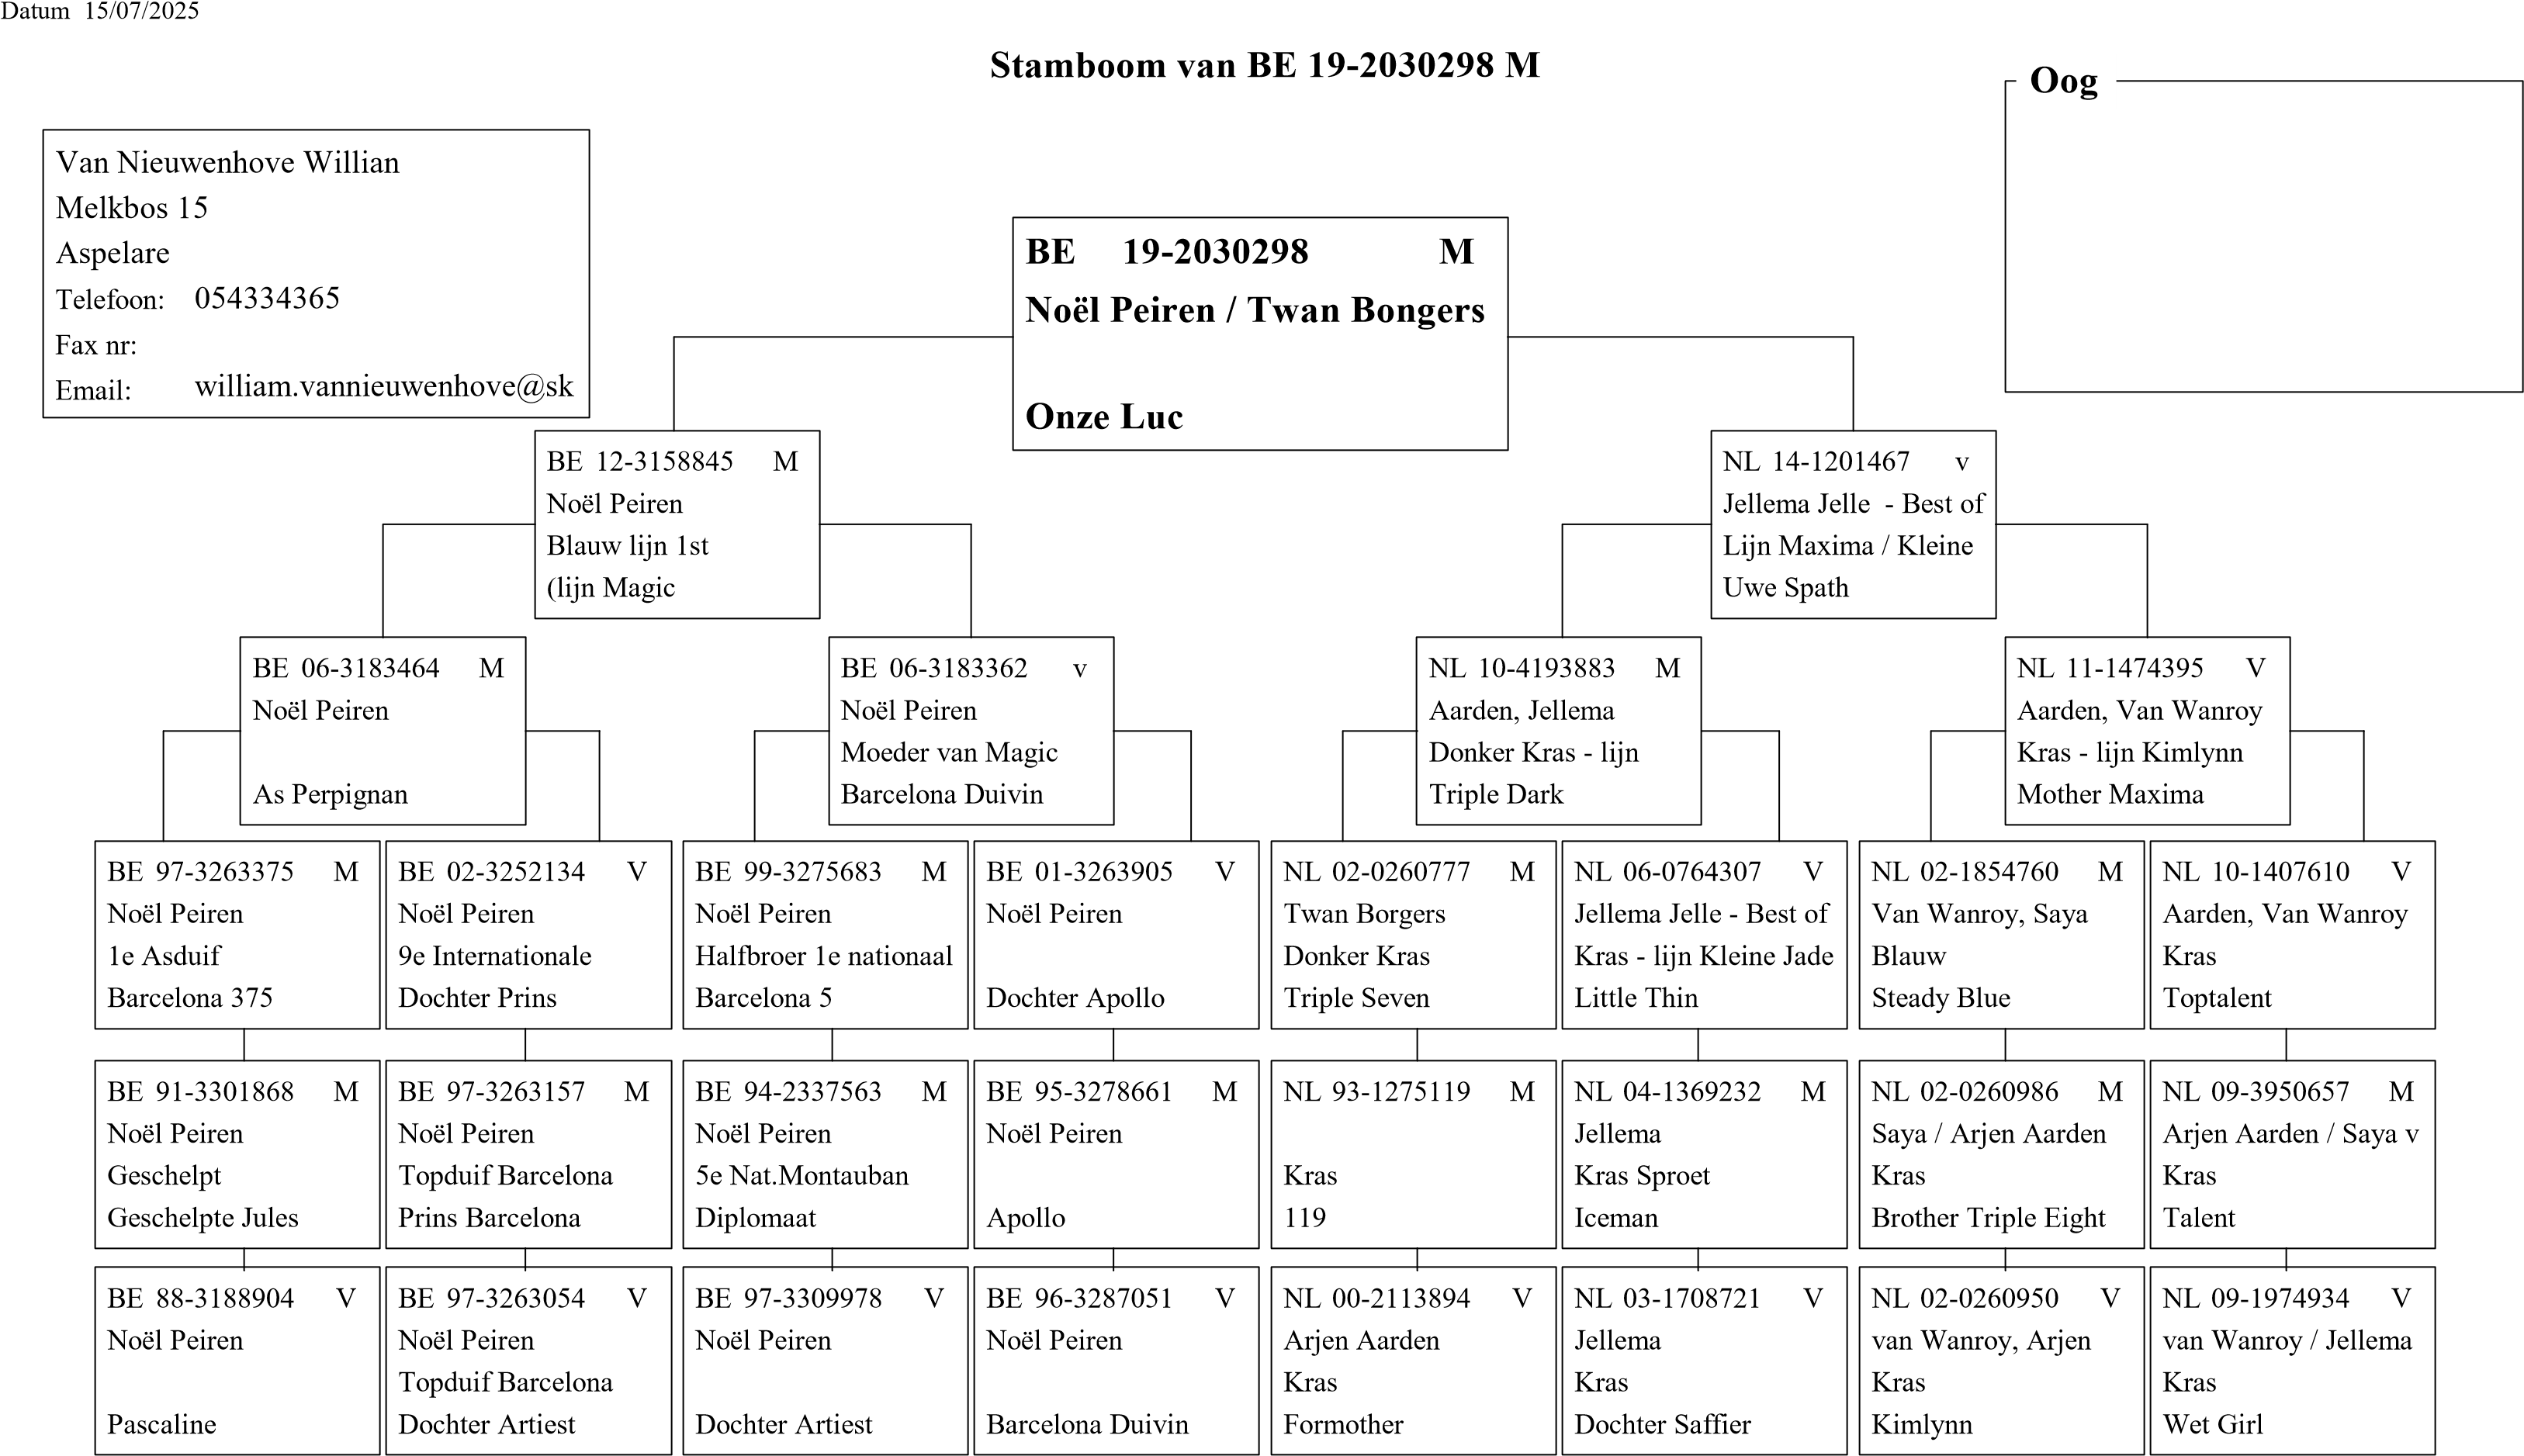 Datum 15/07/2025
Stamboom van BE 19-2030298 M
Oog
Van Nieuwenhove Willian
Melkbos 15
Aspelare
Telefoon: 054334365
Fax nr:
Email: william.vannieuwenhove@sk
BE 19-2030298 M
Noël Peiren / Twan Bongers
Onze Luc
BE 12-3158845 M
Noël Peiren
Blauw lijn 1st
(lijn Magic
NL 14-1201467 v
Jellema Jelle - Best of
Lijn Maxima / Kleine
Uwe Spath
BE 06-3183464 M
Noël Peiren
As Perpignan
BE 06-3183362 v
Noël Peiren
Moeder van Magic
Barcelona Duivin
NL 10-4193883 M
Aarden, Jellema
Donker Kras - lijn
Triple Dark
NL 11-1474395 V
Aarden, Van Wanroy
Kras - lijn Kimlynn
Mother Maxima
BE 97-3263375 M
Noël Peiren
1e Asduif
Barcelona 375
BE 02-3252134 V
Noël Peiren
9e Internationale
Dochter Prins
BE 99-3275683 M
Noël Peiren
Halfbroer 1e nationaal
Barcelona 5
BE 01-3263905 V
Noël Peiren
Dochter Apollo
NL 02-0260777 M
Twan Borgers
Donker Kras
Triple Seven
NL 06-0764307 V
Jellema Jelle - Best of
Kras - lijn Kleine Jade
Little Thin
NL 02-1854760 M
Van Wanroy, Saya
Blauw
Steady Blue
NL 10-1407610 V
Aarden, Van Wanroy
Kras
Toptalent
BE 91-3301868 M
Noël Peiren
Geschelpt
Geschelpte Jules
BE 97-3263157 M
Noël Peiren
Topduif Barcelona
Prins Barcelona
BE 94-2337563 M
Noël Peiren
5e Nat.Montauban
Diplomaat
BE 95-3278661 M
Noël Peiren
Apollo
NL 93-1275119 M
Kras
119
NL 04-1369232 M
Jellema
Kras Sproet
Iceman
NL 02-0260986 M
Saya / Arjen Aarden
Kras
Brother Triple Eight
NL 09-3950657 M
Arjen Aarden / Saya v
Kras
Talent
BE 88-3188904 V
Noël Peiren
Pascaline
BE 97-3263054 V
Noël Peiren
Topduif Barcelona
Dochter Artiest
BE 97-3309978 V
Noël Peiren
Dochter Artiest
BE 96-3287051 V
Noël Peiren
Barcelona Duivin
NL 00-2113894 V
Arjen Aarden
Kras
Formother
NL 03-1708721 V
Jellema
Kras
Dochter Saffier
NL 02-0260950 V
van Wanroy, Arjen
Kras
Kimlynn
NL 09-1974934 V
van Wanroy / Jellema
Kras
Wet Girl